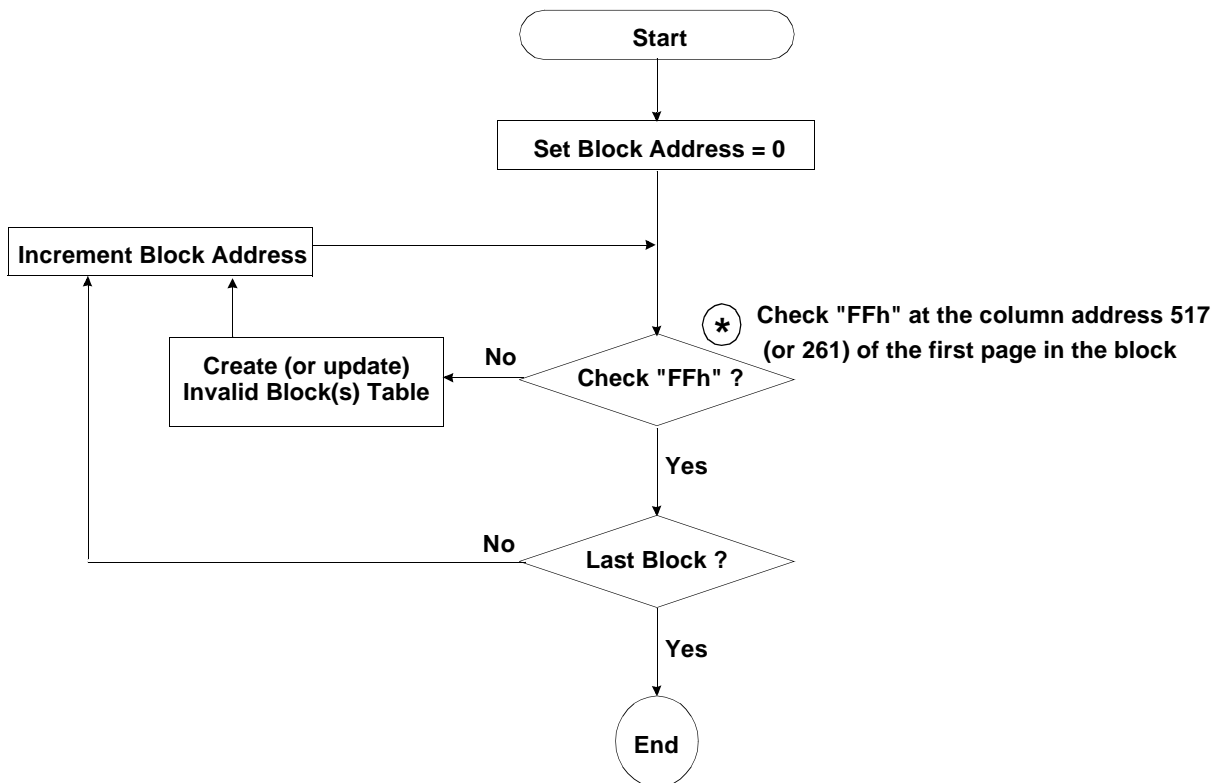 Start
Set Block Address = 0
Increment Block Address
* Check "FFh" at the column address 517
(or 261) of the first page in the block
No
Create (or update)
Invalid Block(s) Table
Check "FFh" ?
Yes
No
Last Block ?
Yes
End